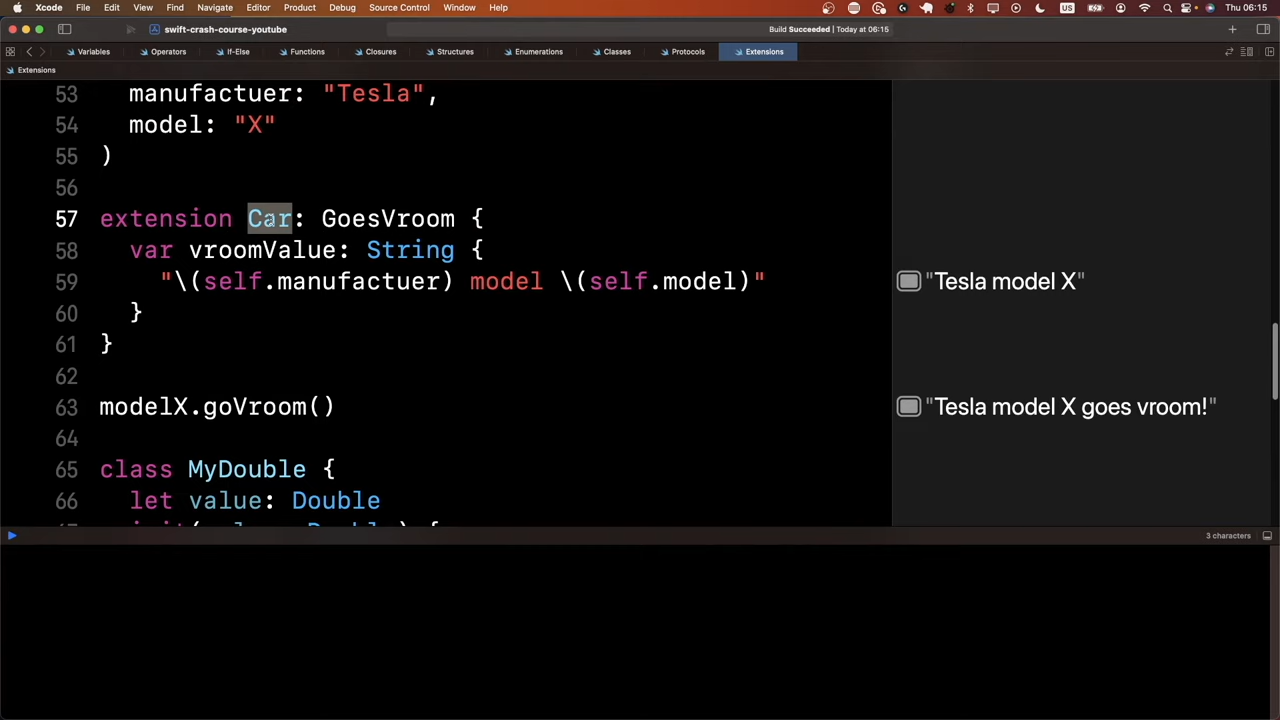 Xcode File Edit View Find Navigate Editor Product Debug Source Control Window Help US Thu 06:15
swift-crash-course-youtube Build Succeeded | Today at 06:15
Variables Operators If-Else Functions Closures Structures Enumerations Classes Protocols Extensions
Extensions
53 manufactuer: "Tesla",
54 model: "X"
55 )
56
57 extension Car: GoesVroom {
58 var vroomValue: String {
59 "\(self.manufactuer) model \(self.model)" "Tesla model X"
60 }
61 }
62
63 modelX.goVroom() "Tesla model X goes vroom!"
64
65 class MyDouble {
66 let value: Double
3 characters